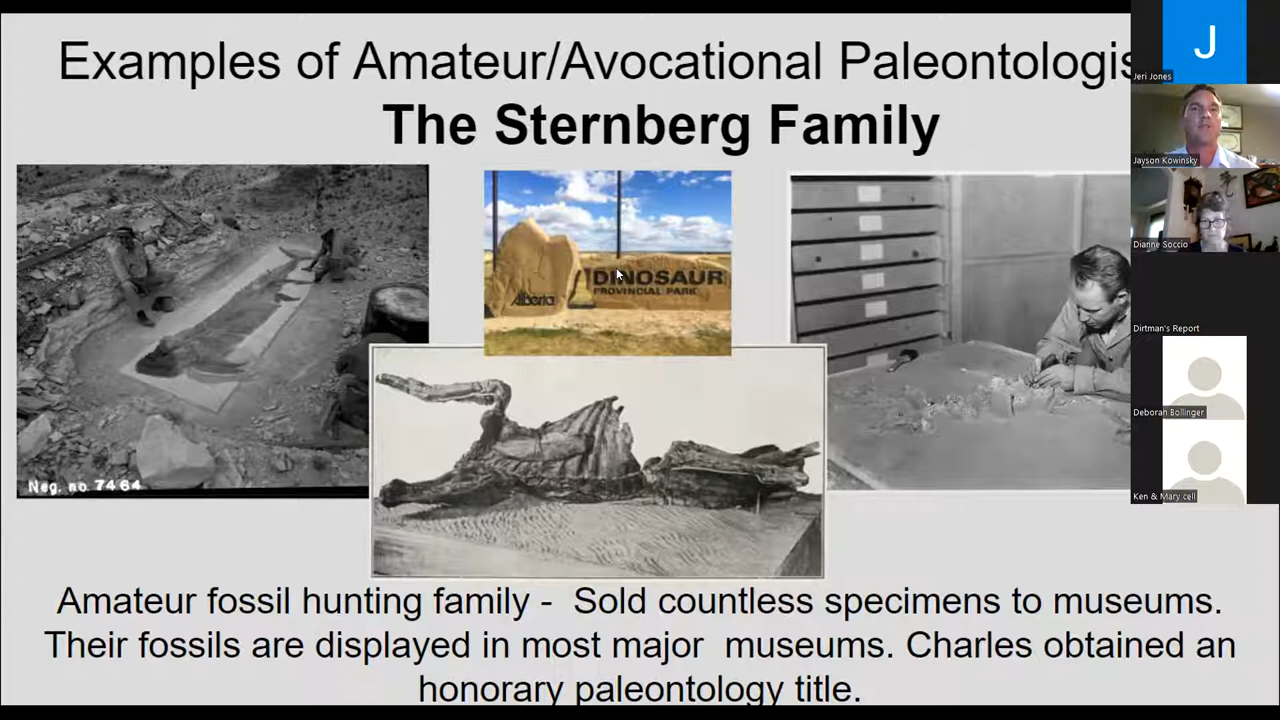 Examples of Amateur/Avocational Paleontologis
The Sternberg Family
Alberta
DINOSAUR
PROVINCIAL PARK
Neg. no. 7464
Amateur fossil hunting family - Sold countless specimens to museums.
Their fossils are displayed in most major museums. Charles obtained an
honorary paleontology title.
J
Jeri Jones
Jayson Kowinsky
Dianne Soccio
Dirtman's Report
Deborah Bollinger
Ken & Mary cell